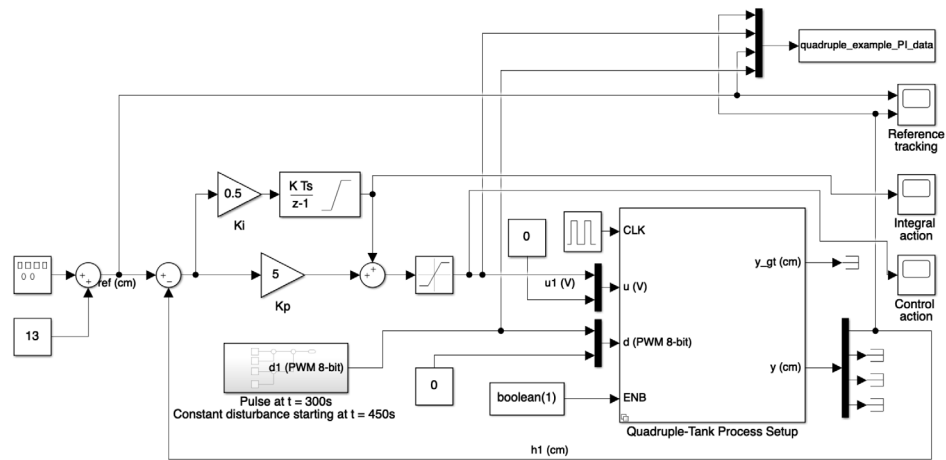 quadruple_example_PI_data
Reference
tracking
0.5
Ki
K Ts
z-1
Integral
action
0
CLK
y_gt (cm)
ref (cm)
5
Kp
u1 (V)
u (V)
Control
action
13
d1 (PWM 8-bit)
d (PWM 8-bit)
y (cm)
0
Pulse at t = 300s
Constant disturbance starting at t = 450s
boolean(1)
ENB
Quadruple-Tank Process Setup
h1 (cm)